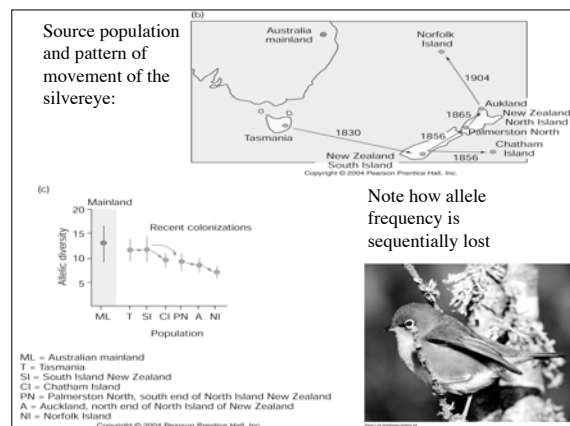 Source population
and pattern of
movement of the
silvereye:
(b)
Australia
mainland
Norfolk
Island
1904
Aukland
1865
New Zealand
North Island
1856
Palmerston North
Tasmania
1830
New Zealand
South Island
1856
Chatham
Island
Copyright © 2004 Pearson Prentice Hall, Inc.
(c)
Mainland
20
15
10
5
Allelic diversity
Recent colonizations
ML
T
SI
CI
PN
A
NI
Population
Note how allele
frequency is
sequentially lost
ML = Australian mainland
T = Tasmania
SI = South Island New Zealand
CI = Chatham Island
PN = Palmerston North, south end of North Island New Zealand
A = Auckland, north end of North Island of New Zealand
NI = Norfolk Island
Copyright © 2004 Pearson Prentice Hall, Inc.